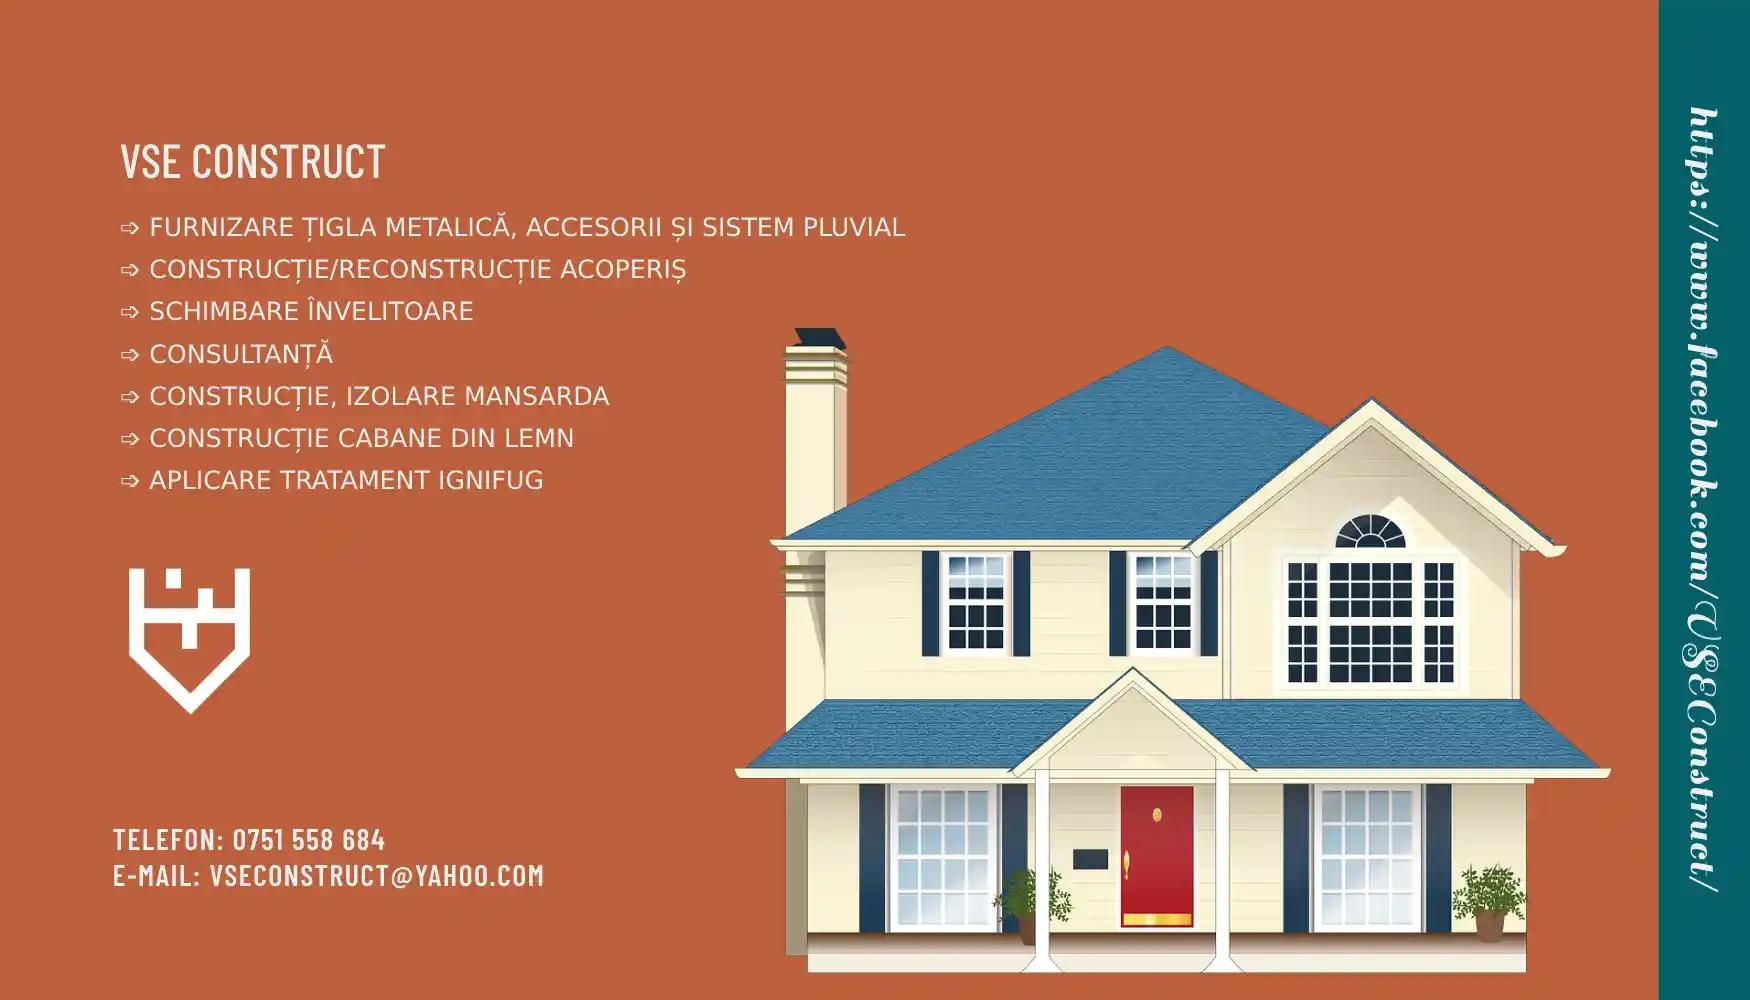 VSE CONSTRUCT
➩ FURNIZARE ȚIGLA METALICĂ, ACCESORII ȘI SISTEM PLUVIAL
➩ CONSTRUCȚIE/RECONSTRUCȚIE ACOPERIȘ
➩ SCHIMBARE ÎNVELITOARE
➩ CONSULTANȚĂ
➩ CONSTRUCȚIE, IZOLARE MANSARDA
➩ CONSTRUCȚIE CABANE DIN LEMN
➩ APLICARE TRATAMENT IGNIFUG
TELEFON: 0751 558 684
E-MAIL: VSECONSTRUCT@YAHOO.COM
https://www.facebook.com/VSEConstruct/